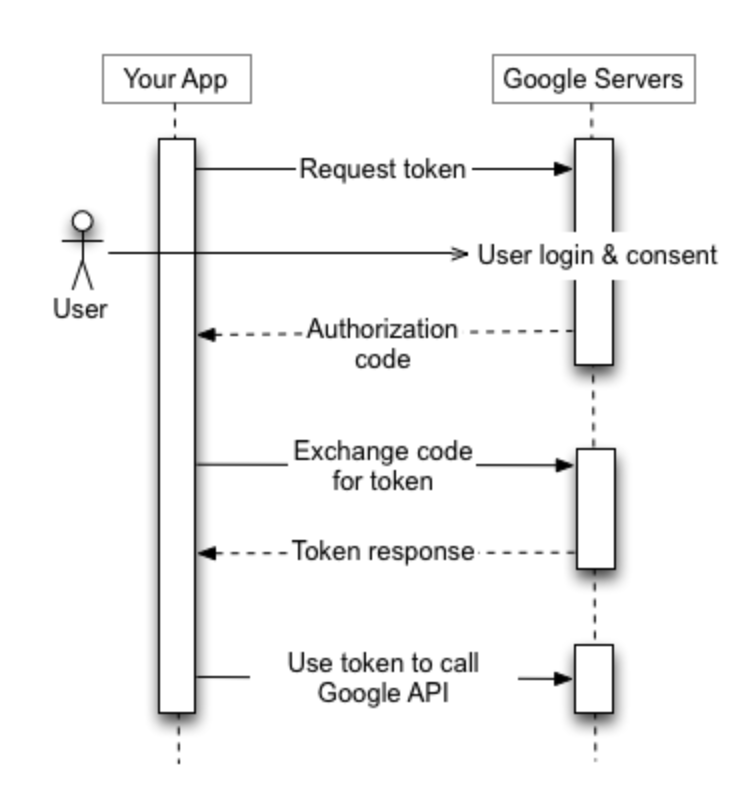 Your App
Google Servers
Request token
User login & consent
User
Authorization
code
Exchange code
for token
Token response
Use token to call
Google API